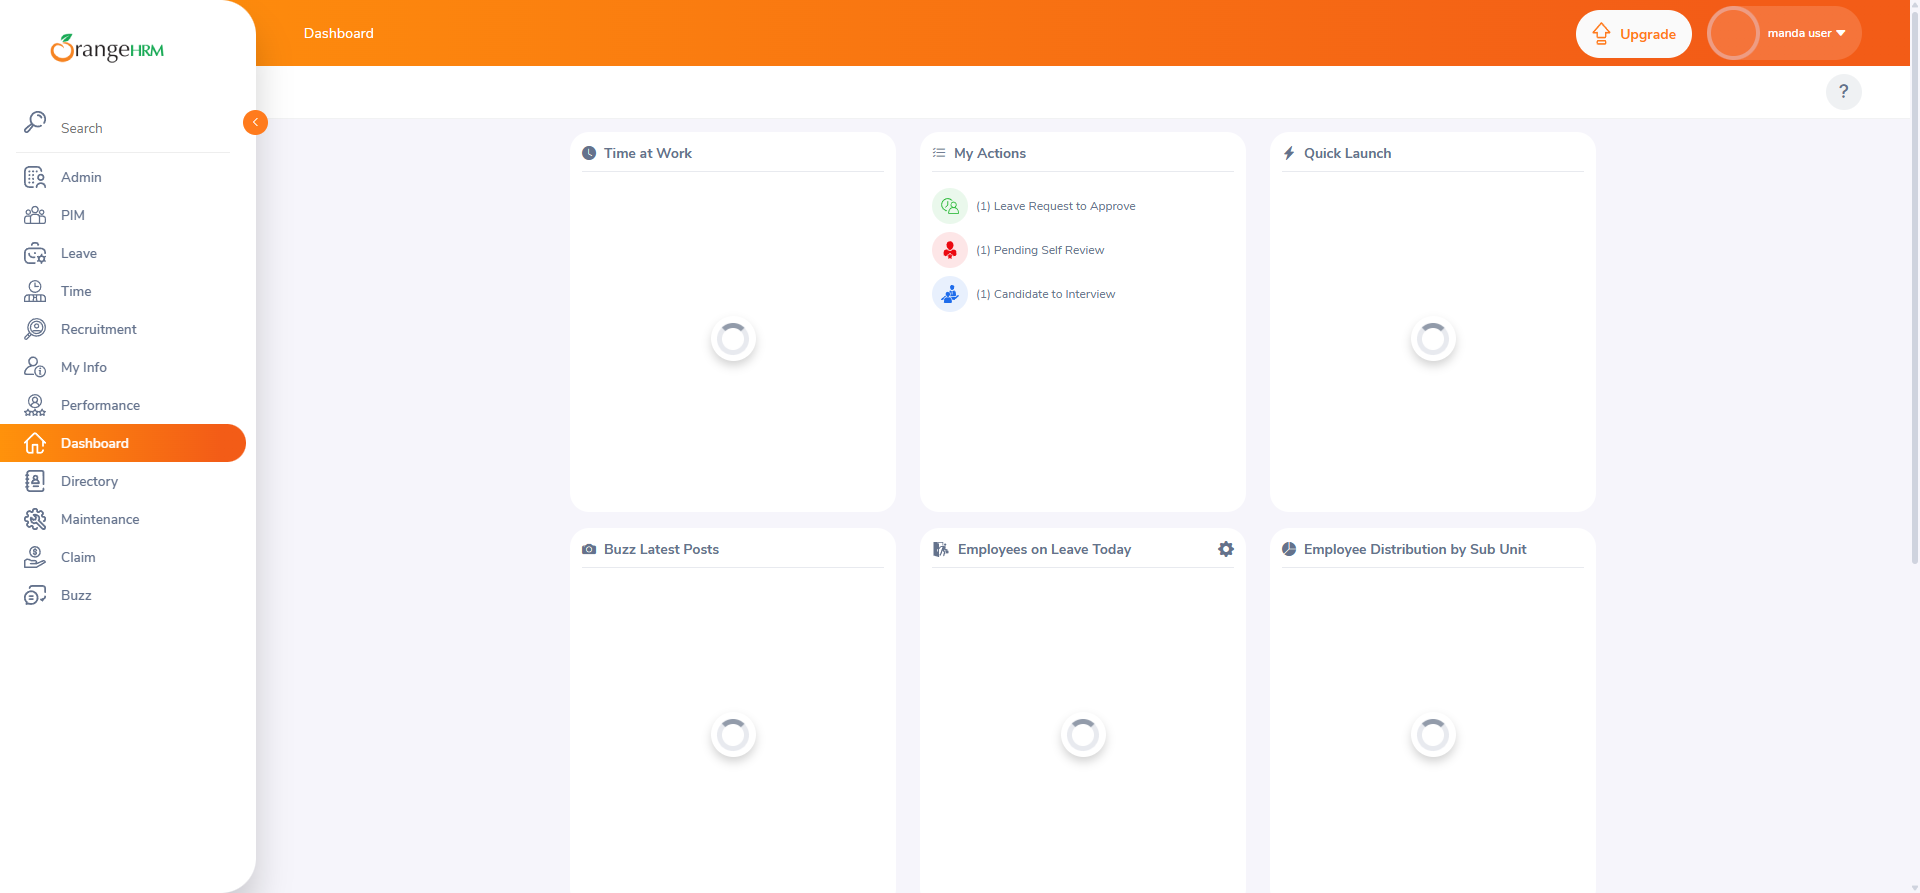 OrangeHRM
Dashboard
Upgrade
manda user
?
Search
Admin
PIM
Leave
Time
Recruitment
My Info
Performance
Dashboard
Directory
Maintenance
Claim
Buzz
Time at Work
My Actions
(1) Leave Request to Approve
(1) Pending Self Review
(1) Candidate to Interview
Quick Launch
Buzz Latest Posts
Employees on Leave Today
Employee Distribution by Sub Unit